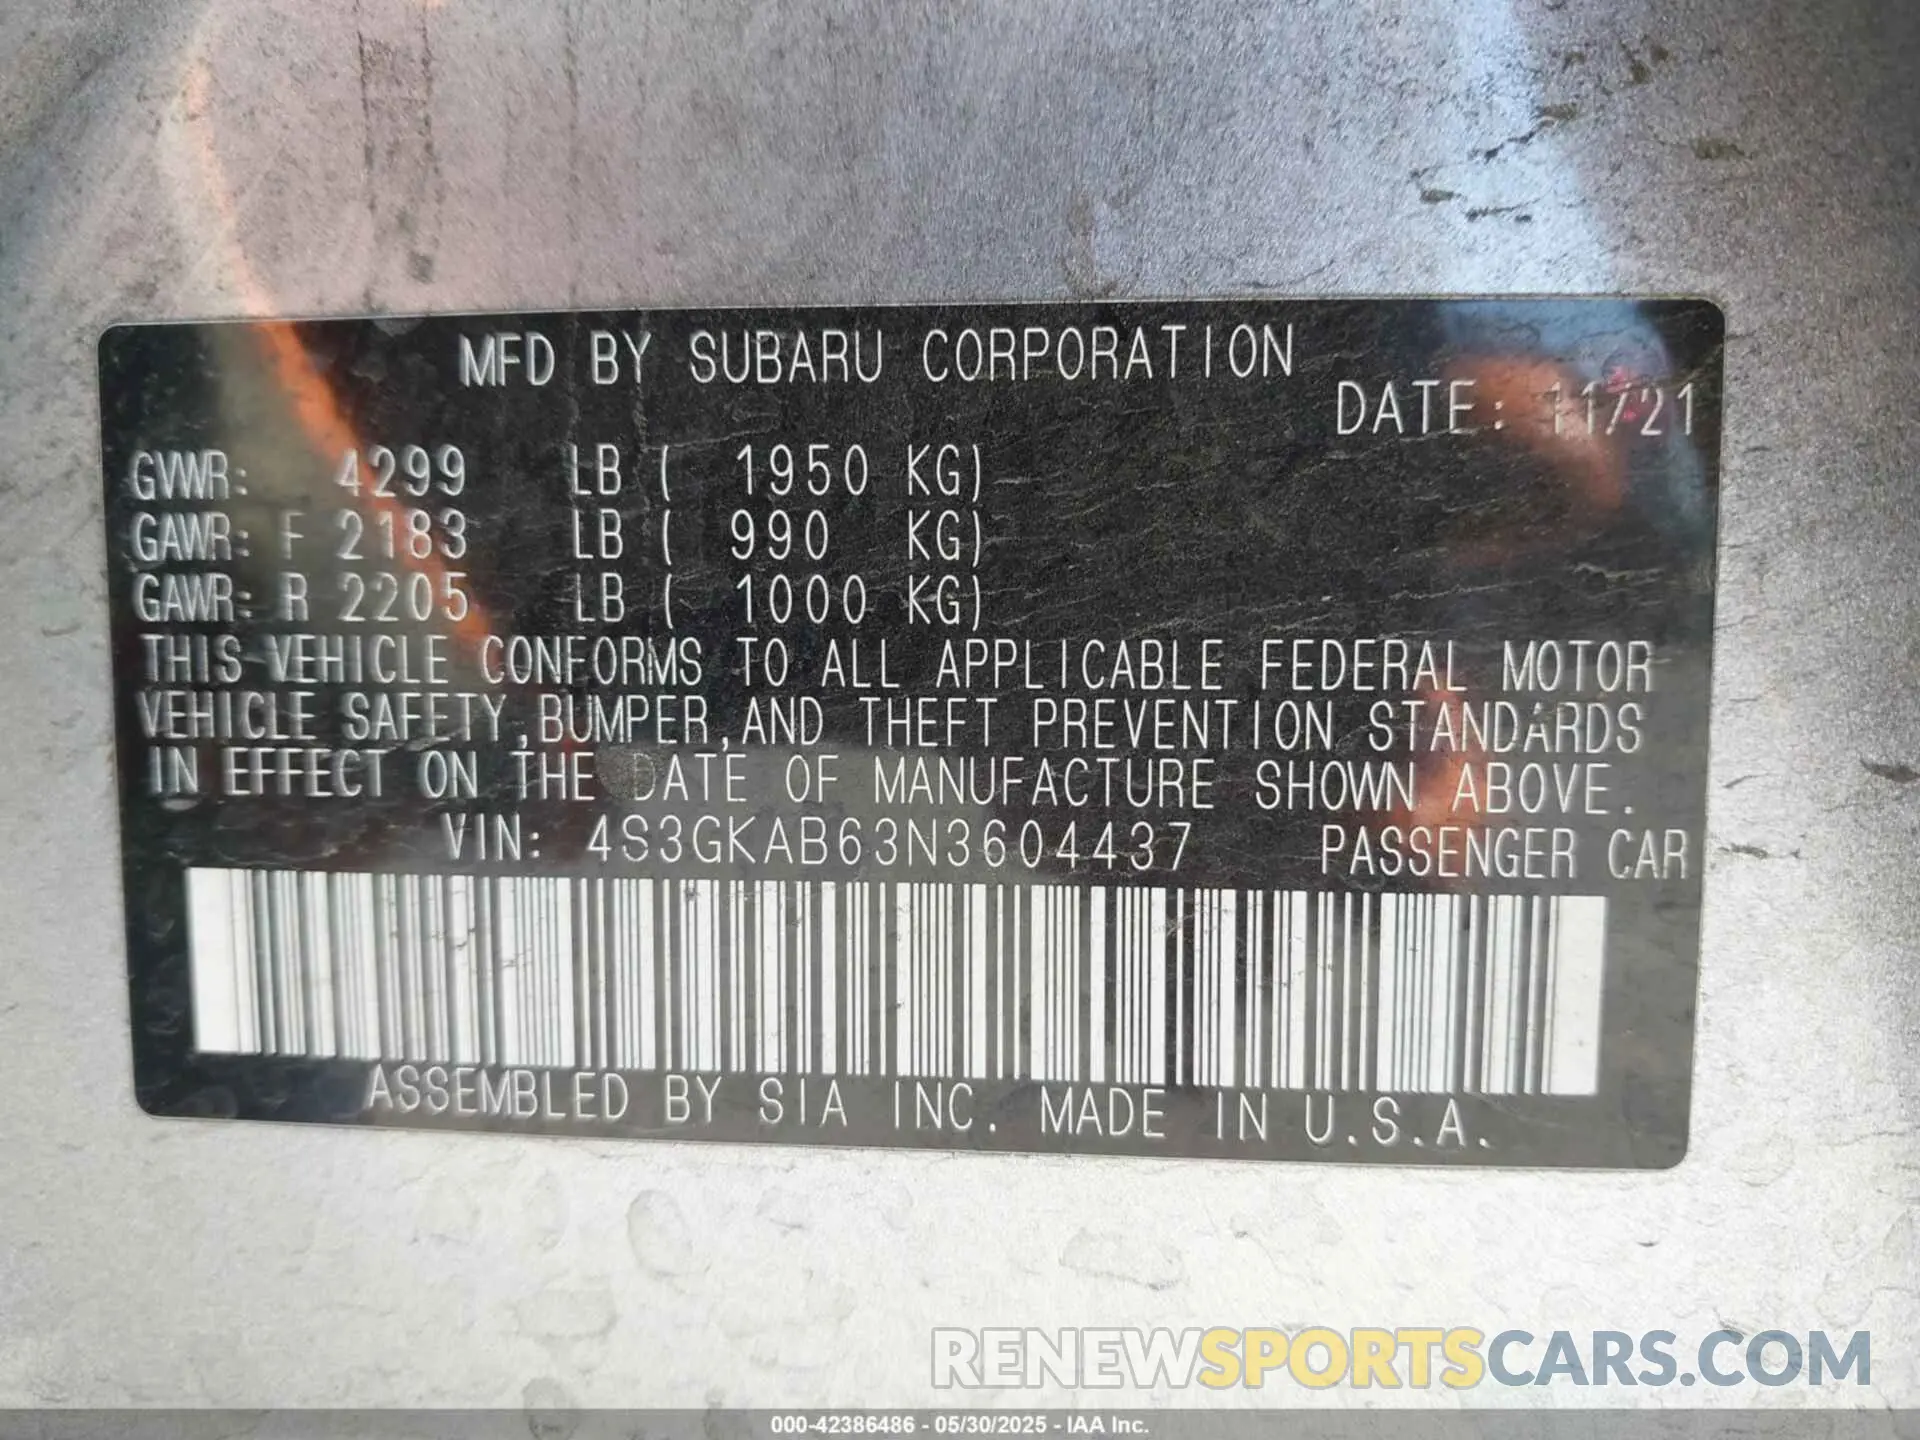 MFD BY SUBARU CORPORATION
DATE: 11/21
GVWR: 4299 LB ( 1950 KG)
GAWR: F 2183 LB ( 990 KG)
GAWR: R 2205 LB ( 1000 KG)
THIS VEHICLE CONFORMS TO ALL APPLICABLE FEDERAL MOTOR
VEHICLE SAFETY,BUMPER,AND THEFT PREVENTION STANDARDS
IN EFFECT ON THE DATE OF MANUFACTURE SHOWN ABOVE.
VIN: 4S3GKAB63N3604437 PASSENGER CAR
ASSEMBLED BY SIA INC. MADE IN U.S.A.
RENEWSPORTSCARS.COM
000-42386486 - 05/30/2025 - IAA Inc.